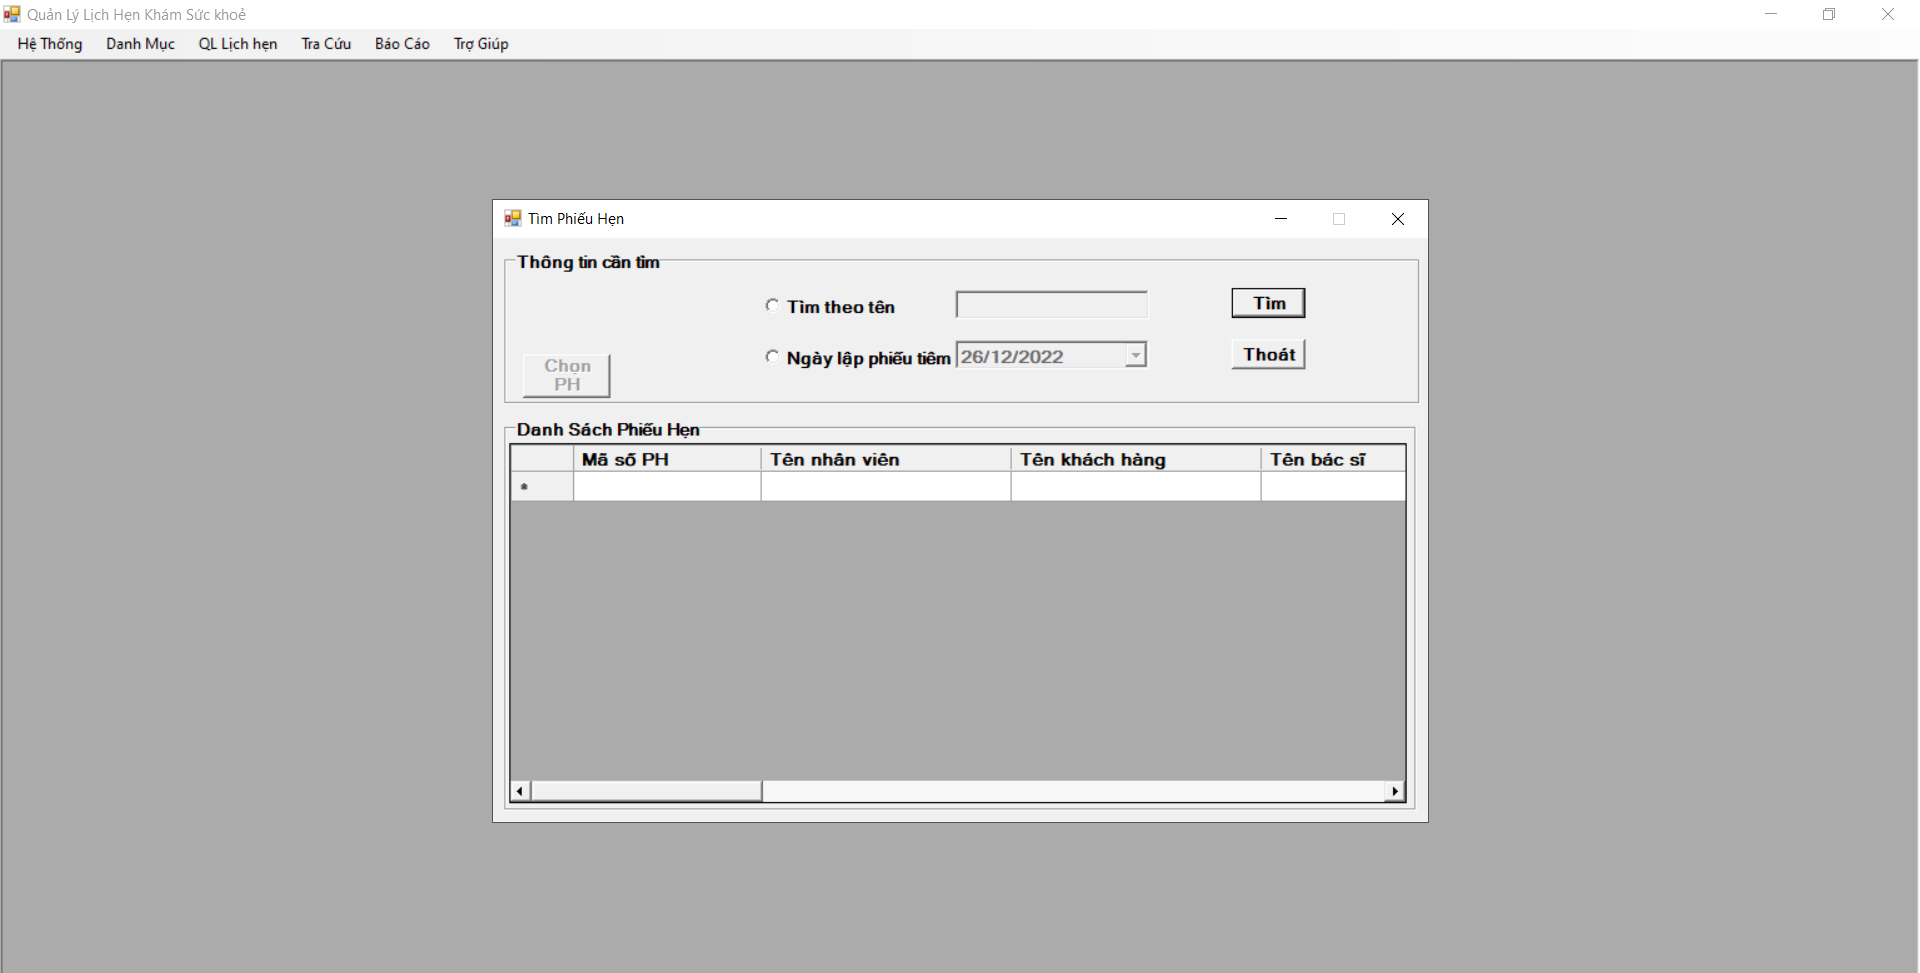 Quản Lý Lịch Hẹn Khám Sức khoẻ
Hệ Thống Danh Mục QL Lịch hẹn Tra Cứu Báo Cáo Trợ Giúp
Tìm Phiếu Hẹn
Thông tin cần tìm
Tìm theo tên
Tìm
Ngày lập phiếu tiêm 26/12/2022
Thoát
Chọn
PH
Danh Sách Phiếu Hẹn
Mã số PH Tên nhân viên Tên khách hàng Tên bác sĩ
*